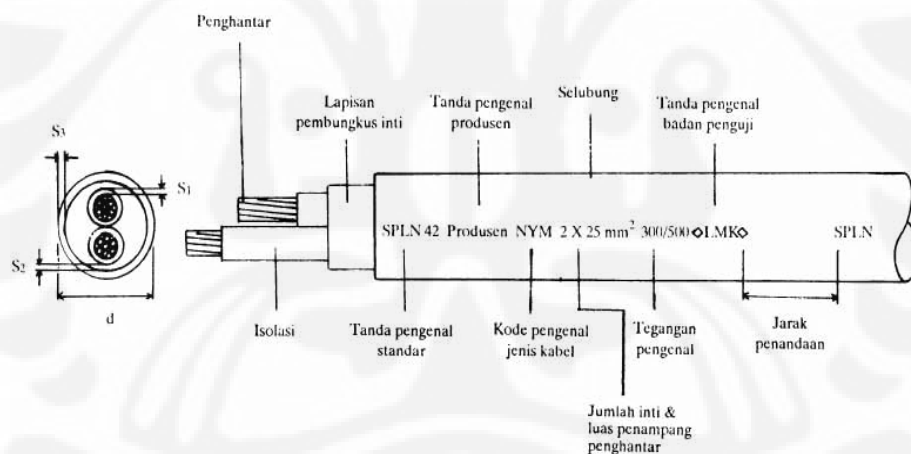 Penghantar
Lapisan
pembungkus inti
Tanda pengenal
produsen
Selubung
Tanda pengenal
badan penguji
S3
S1
SPLN 42 Produsen NYM 2 X 25 mm² 300/500 ◇LMK◇ SPLN
S2
d
Isolasi
Tanda pengenal
standar
Kode pengenal
jenis kabel
Tegangan
pengenal
Jarak
penandaan
Jumlah inti &
luas penampang
penghantar